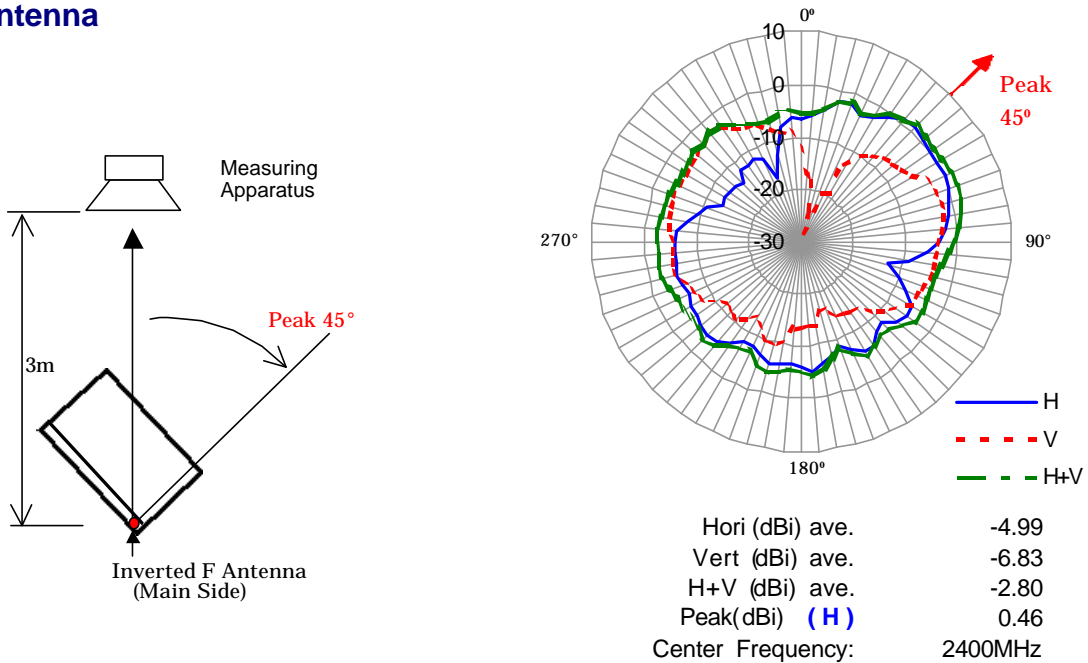 ntenna
Measuring
Apparatus
Peak 45°
3m
Inverted F Antenna
(Main Side)
0º
10
0
-10
-20
-30
Peak
45º
270°
90°
180º
H
V
H+V
Hori (dBi) ave. -4.99
Vert (dBi) ave. -6.83
H+V (dBi) ave. -2.80
Peak(dBi) (H) 0.46
Center Frequency: 2400MHz